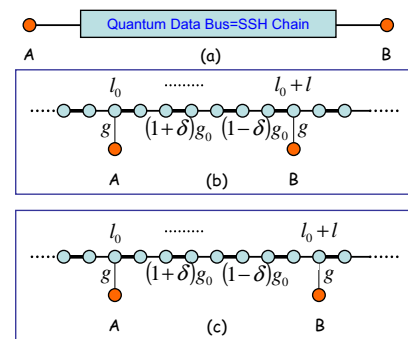 Quantum Data Bus=SSH Chain
A (a) B
l₀ ········· l₀ + l
······ ······
g (1+δ)g₀ (1−δ)g₀ g
A B
(b)
l₀ ········· l₀ + l
······ ······
g (1+δ)g₀ (1−δ)g₀ g
A B
(c)